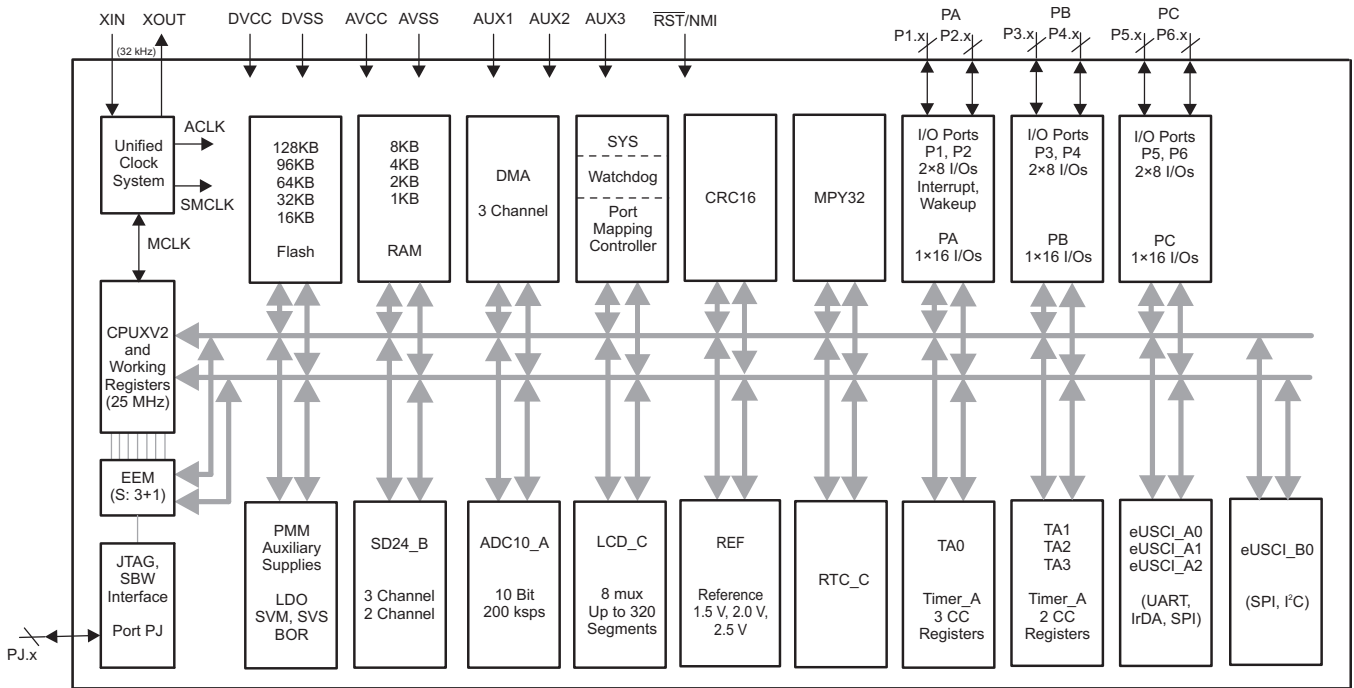 XIN XOUT DVCC DVSS AVCC AVSS AUX1 AUX2 AUX3 RST/NMI PA PB PC
(32 kHz)
P1.x P2.x P3.x P4.x P5.x P6.x
Unified
Clock
System
ACLK
SMCLK
MCLK
128KB
96KB
64KB
32KB
16KB
Flash
8KB
4KB
2KB
1KB
RAM
DMA
3 Channel
SYS
Watchdog
Port
Mapping
Controller
CRC16
MPY32
I/O Ports
P1, P2
2×8 I/Os
Interrupt,
Wakeup
PA
1×16 I/Os
I/O Ports
P3, P4
2×8 I/Os
PB
1×16 I/Os
I/O Ports
P5, P6
2×8 I/Os
PC
1×16 I/Os
CPUXV2
and
Working
Registers
(25 MHz)
EEM
(S: 3+1)
JTAG,
SBW
Interface
Port PJ
PJ.x
PMM
Auxiliary
Supplies
LDO
SVM, SVS
BOR
SD24_B
3 Channel
2 Channel
ADC10_A
10 Bit
200 ksps
LCD_C
8 mux
Up to 320
Segments
REF
Reference
1.5 V, 2.0 V,
2.5 V
RTC_C
TA0
Timer_A
3 CC
Registers
TA1
TA2
TA3
Timer_A
2 CC
Registers
eUSCI_A0
eUSCI_A1
eUSCI_A2
(UART,
IrDA, SPI)
eUSCI_B0
(SPI, I²C)